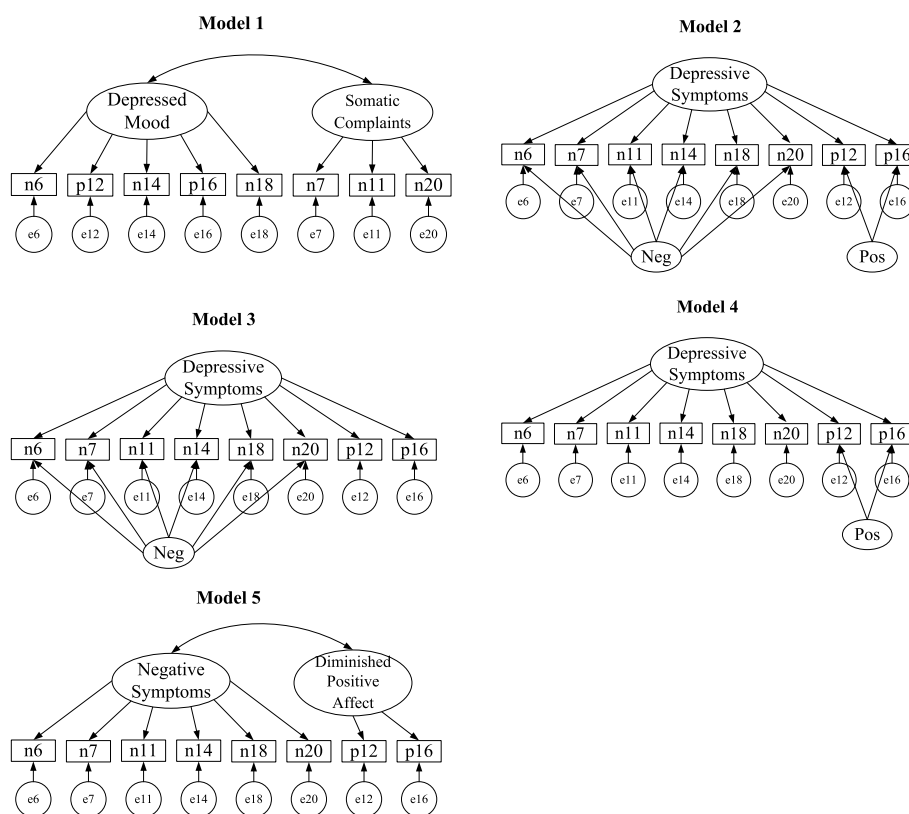 Model 1
Depressed
Mood
Somatic
Complaints
n6 p12 n14 p16 n18 n7 n11 n20
e6 e12 e14 e16 e18 e7 e11 e20
Model 2
Depressive
Symptoms
n6 n7 n11 n14 n18 n20 p12 p16
e6 e7 e11 e14 e18 e20 e12 e16
Neg Pos
Model 3
Depressive
Symptoms
n6 n7 n11 n14 n18 n20 p12 p16
e6 e7 e11 e14 e18 e20 e12 e16
Neg
Model 4
Depressive
Symptoms
n6 n7 n11 n14 n18 n20 p12 p16
e6 e7 e11 e14 e18 e20 e12 e16
Pos
Model 5
Negative
Symptoms
Diminished
Positive
Affect
n6 n7 n11 n14 n18 n20 p12 p16
e6 e7 e11 e14 e18 e20 e12 e16